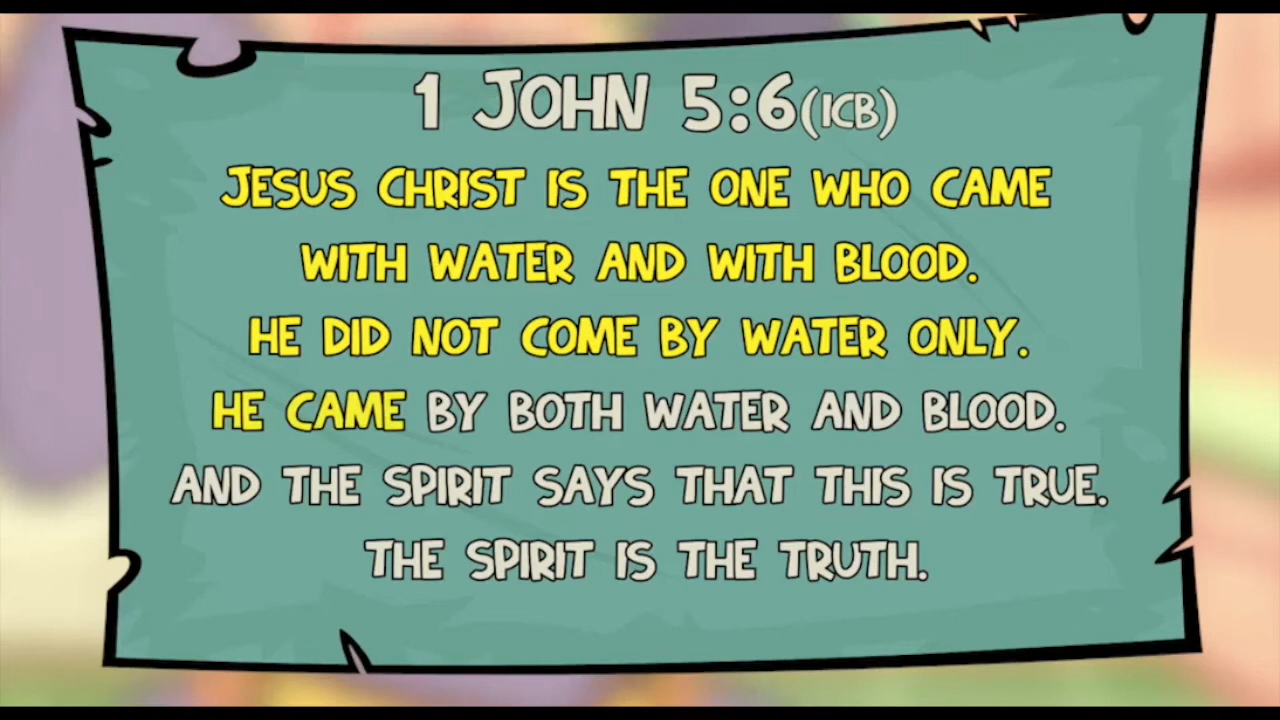 1 JOHN 5:6(ICB)
JESUS CHRIST IS THE ONE WHO CAME
WITH WATER AND WITH BLOOD.
HE DID NOT COME BY WATER ONLY.
HE CAME BY BOTH WATER AND BLOOD.
AND THE SPIRIT SAYS THAT THIS IS TRUE.
THE SPIRIT IS THE TRUTH.